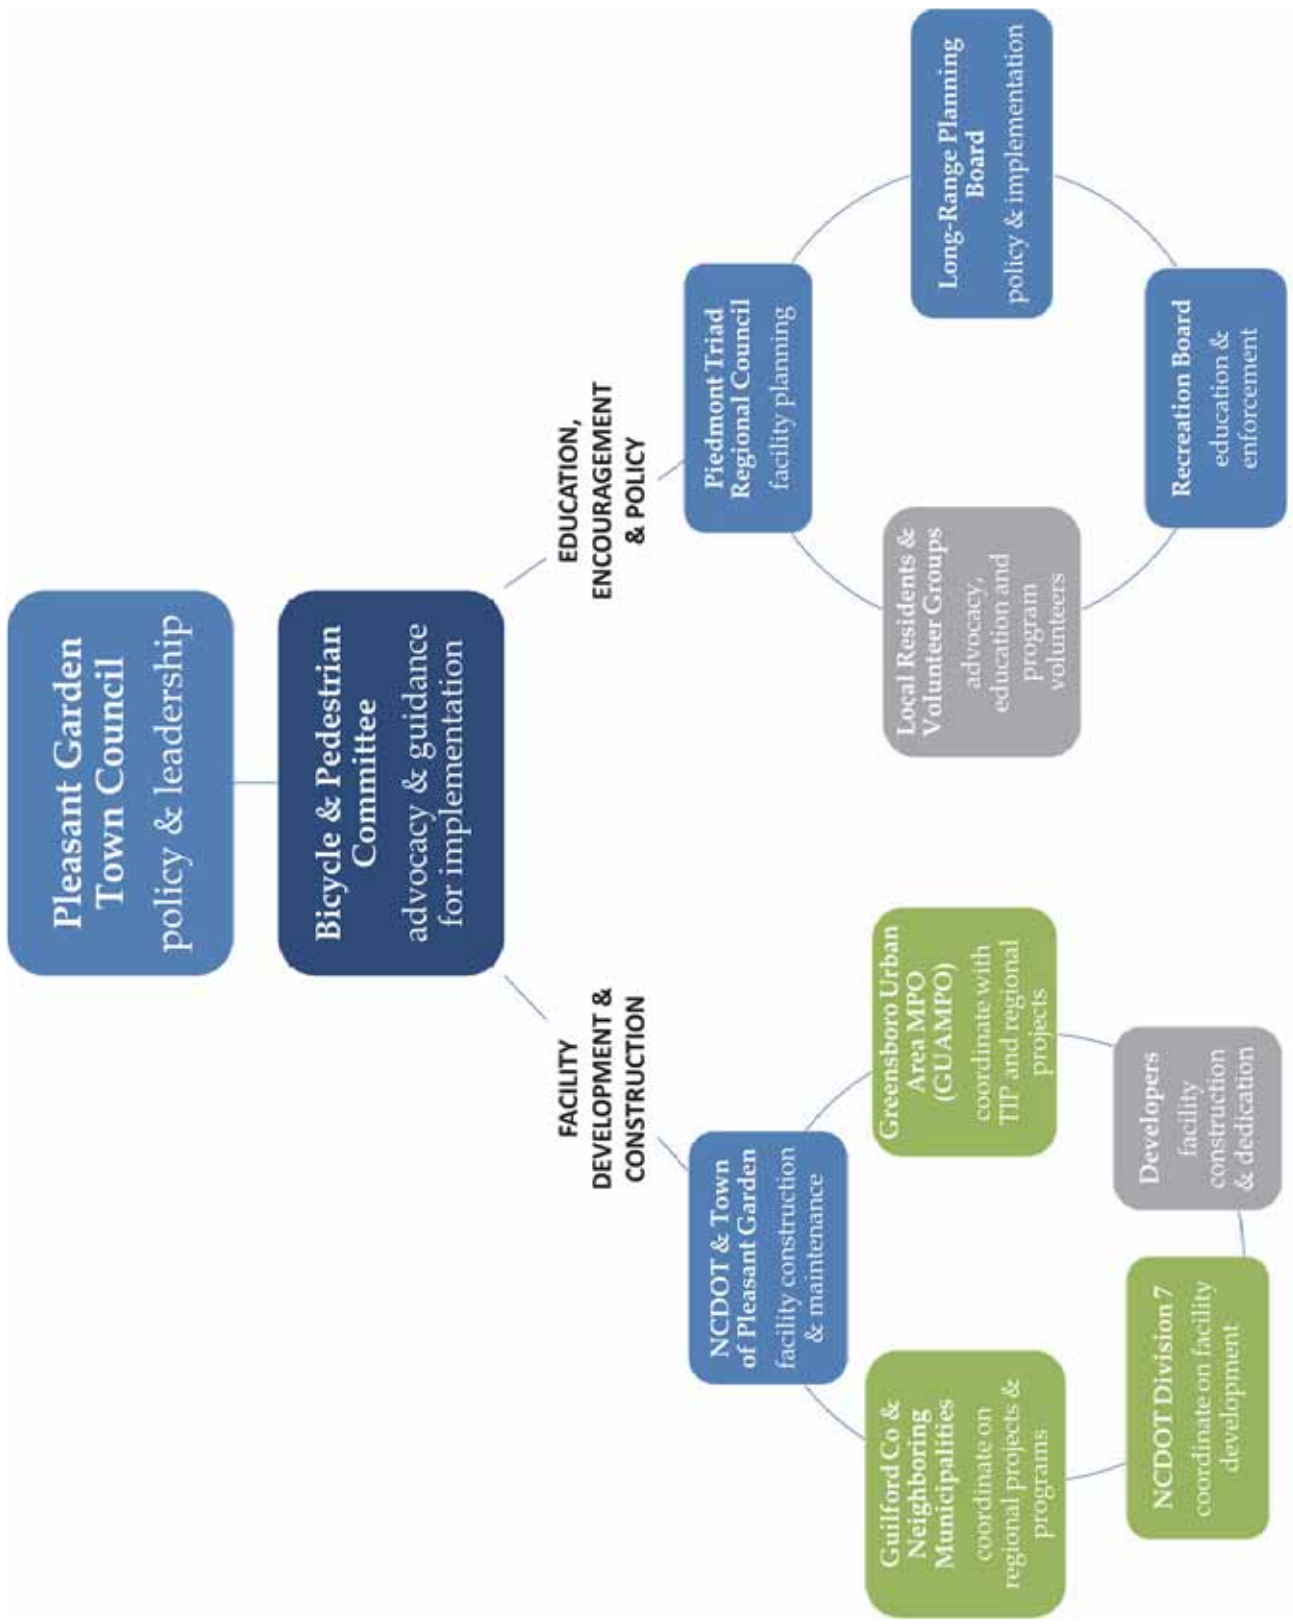 Pleasant Garden
Town Council
policy & leadership
Bicycle & Pedestrian
Committee
advocacy & guidance
for implementation
FACILITY
DEVELOPMENT &
CONSTRUCTION
NCDOT & Town
of Pleasant Garden
facility construction
& maintenance
Greensboro Urban
Area MPO
(GUAMPO)
coordinate with
TIP and regional
projects
Developers
facility
construction
& dedication
NCDOT Division 7
coordinate on facility
development
Guilford Co &
Neighboring
Municipalities
coordinate on
regional projects &
programs
EDUCATION,
ENCOURAGEMENT
& POLICY
Piedmont Triad
Regional Council
facility planning
Long-Range Planning
Board
policy & implementation
Recreation Board
education &
enforcement
Local Residents &
Volunteer Groups
advocacy,
education and
program
volunteers